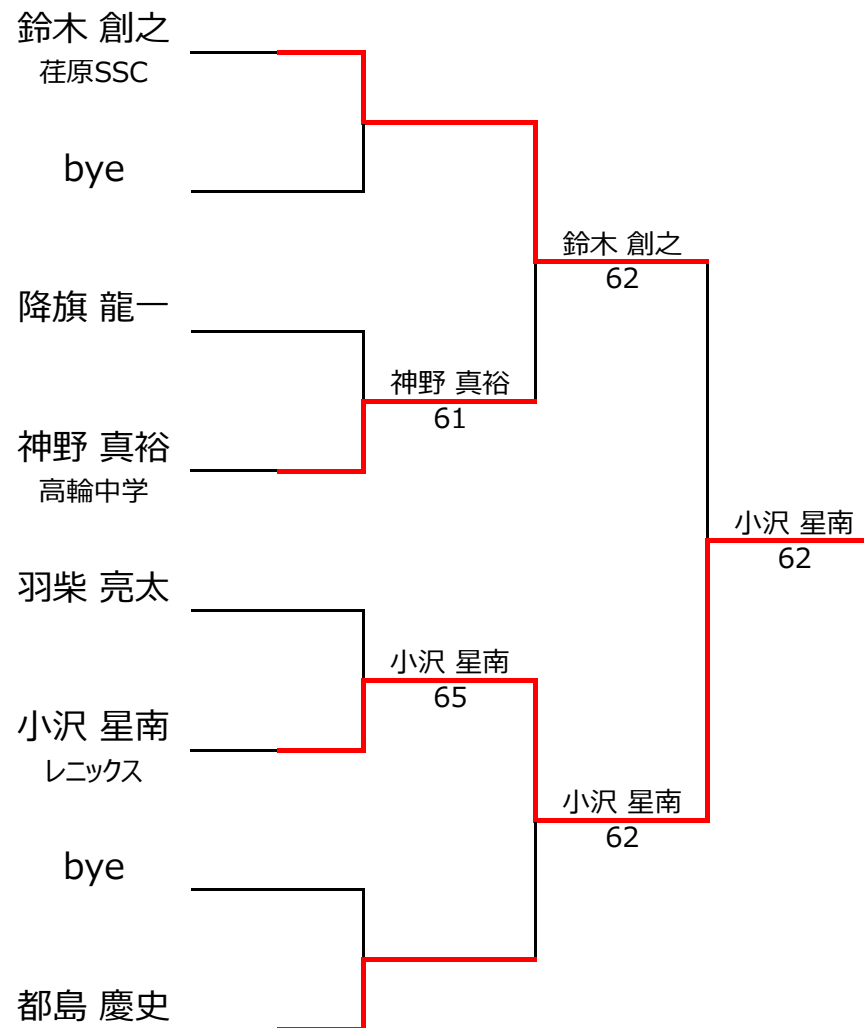 鈴木 創之
荏原SSC
bye
鈴木 創之
62
降旗 龍一
神野 真裕
61
神野 真裕
高輪中学
小沢 星南
62
羽柴 亮太
小沢 星南
65
小沢 星南
レニックス
小沢 星南
62
bye
都島 慶史